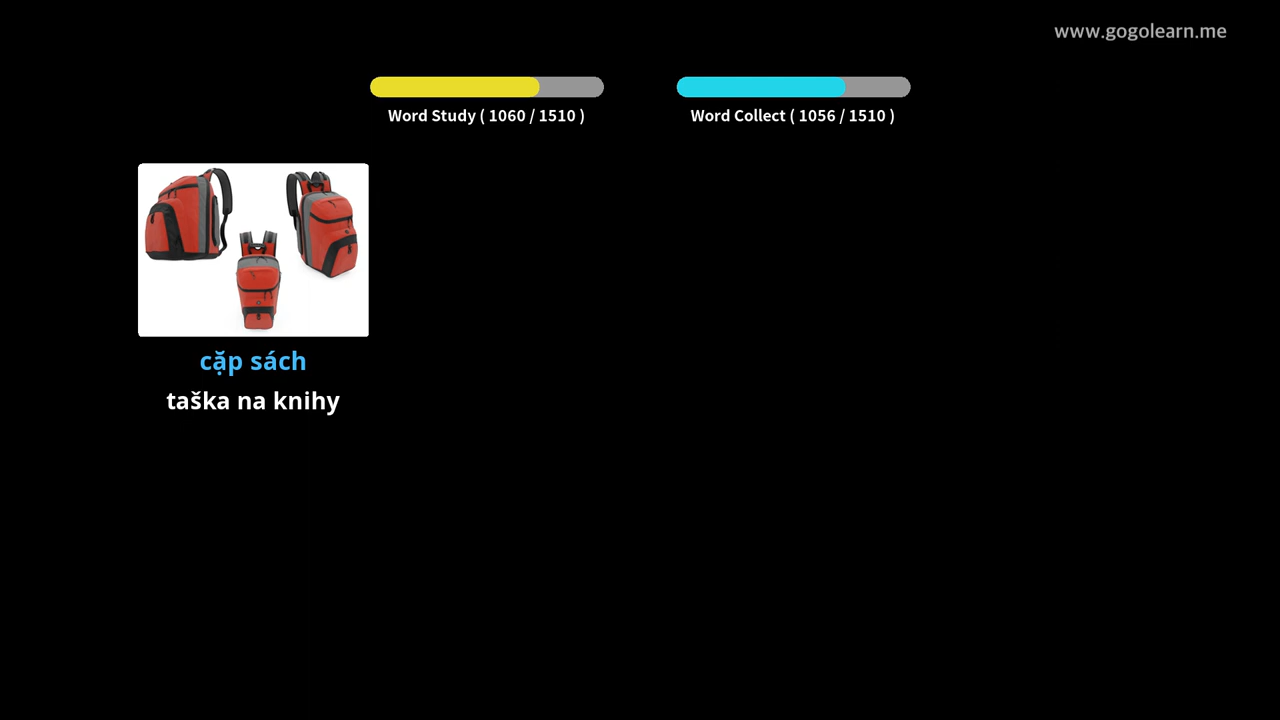 www.gogolearn.me
Word Study ( 1060 / 1510 )
Word Collect ( 1056 / 1510 )
cặp sách
taška na knihy